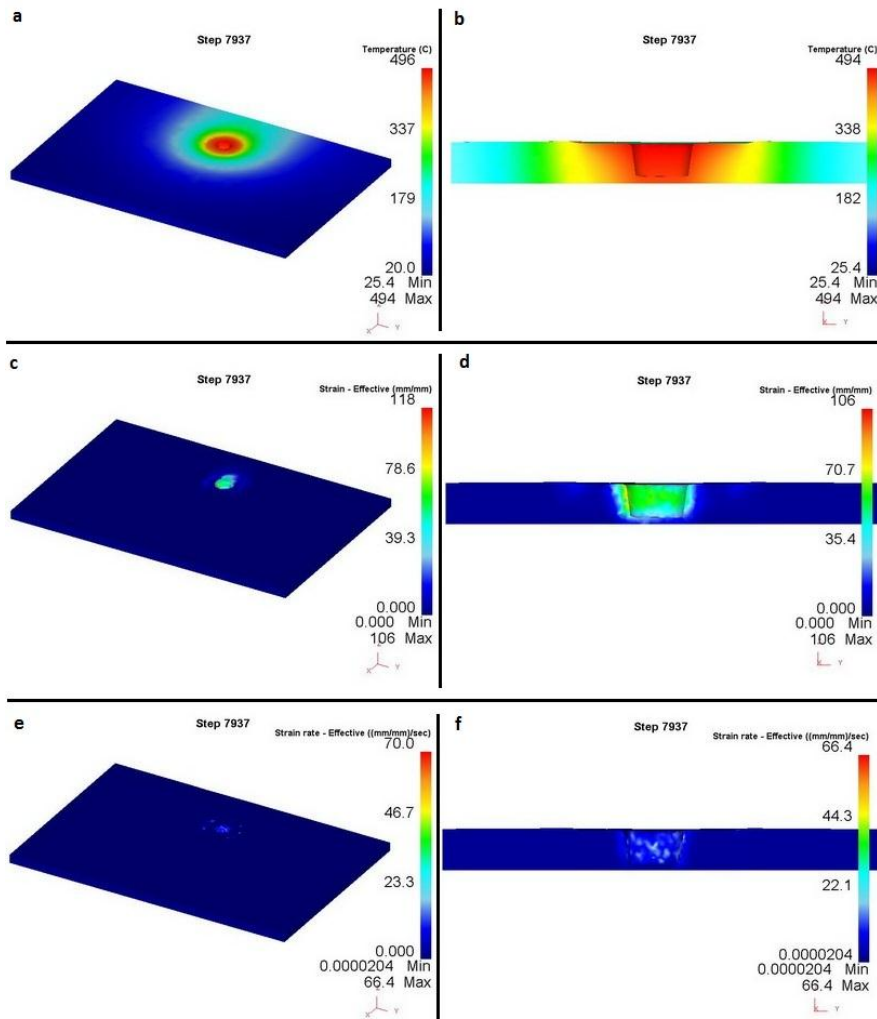 a
Step 7937
Temperature (C)
496
337
179
20.0
25.4 Min
494 Max
X
Y
b
Step 7937
Temperature (C)
494
338
182
25.4
25.4 Min
494 Max
X
Y
c
Step 7937
Strain - Effective (mm/mm)
118
78.6
39.3
0.000
0.000 Min
106 Max
X
Y
d
Step 7937
Strain - Effective (mm/mm)
106
70.7
35.4
0.000
0.000 Min
106 Max
X
Y
e
Step 7937
Strain rate - Effective ((mm/mm)/sec)
70.0
46.7
23.3
0.000
0.0000204 Min
66.4 Max
X
Y
f
Step 7937
Strain rate - Effective ((mm/mm)/sec)
66.4
44.3
22.1
0.0000204
0.0000204 Min
66.4 Max
X
Y